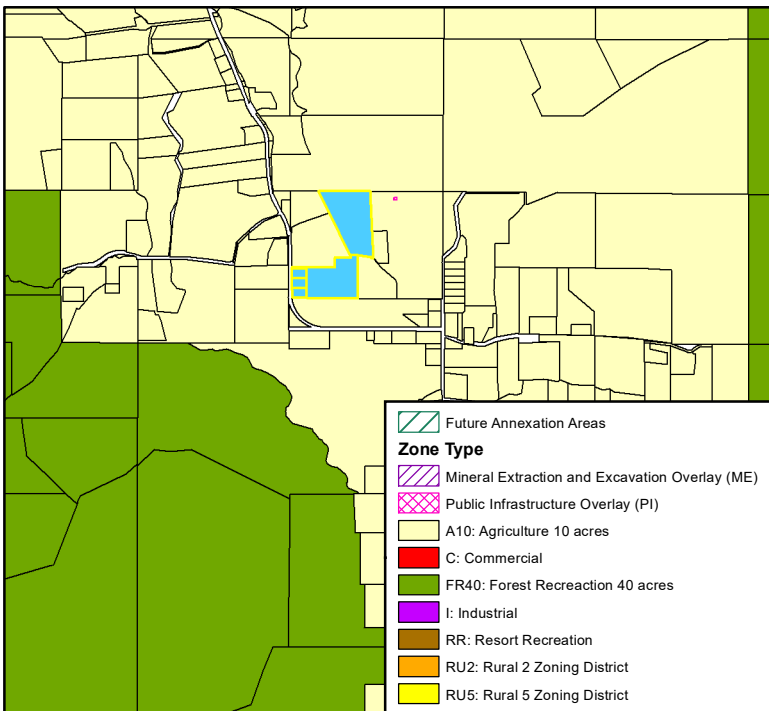 Future Annexation Areas
Zone Type
Mineral Extraction and Excavation Overlay (ME)
Public Infrastructure Overlay (PI)
A10: Agriculture 10 acres
C: Commercial
FR40: Forest Recreaction 40 acres
I: Industrial
RR: Resort Recreation
RU2: Rural 2 Zoning District
RU5: Rural 5 Zoning District